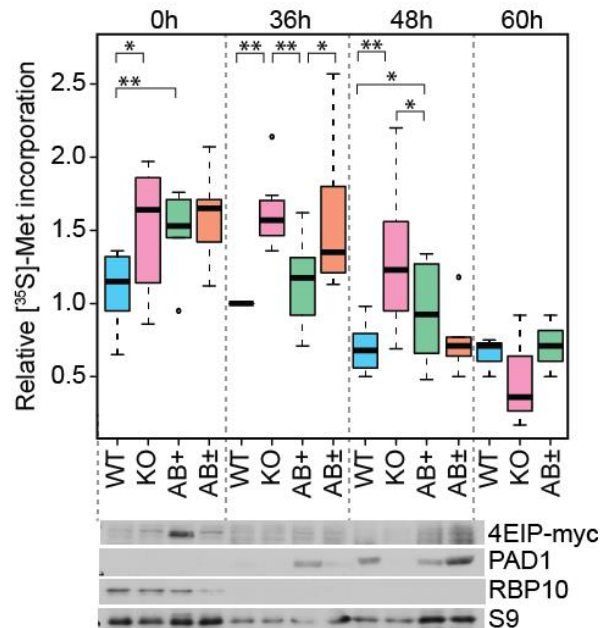 0h 36h 48h 60h
* ** ** * ** *
** *
Relative [³⁵S]-Met incorporation
2.5
2.0
1.5
1.0
0.5
WT KO AB+ AB± WT KO AB+ AB± WT KO AB+ AB± WT KO AB±
4EIP-myc
PAD1
RBP10
S9